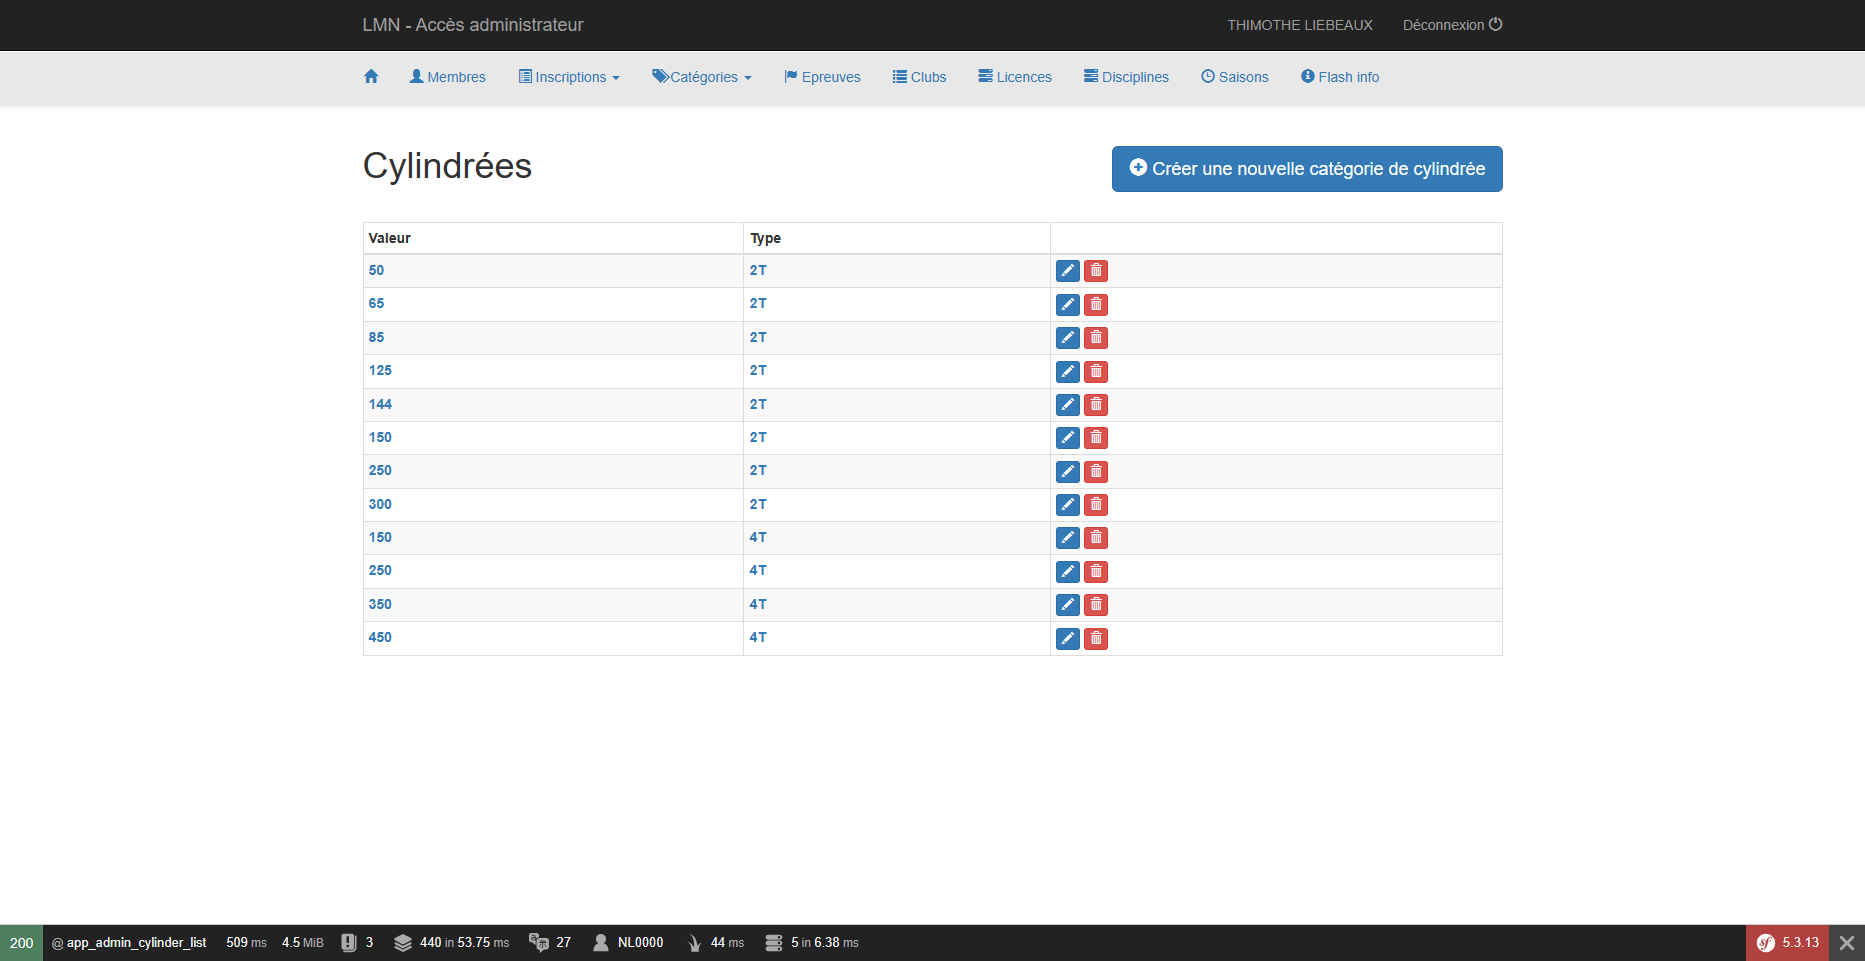 LMN - Accès administrateur THIMOTHE LIEBEAUX Déconnexion
Membres Inscriptions Catégories Epreuves Clubs Licences Disciplines Saisons Flash info
Cylindrées Créer une nouvelle catégorie de cylindrée
Valeur Type
50 2T
65 2T
85 2T
125 2T
144 2T
150 2T
250 2T
300 2T
150 4T
250 4T
350 4T
450 4T
200 @ app_admin_cylinder_list 509 ms 4.5 MiB 3 440 in 53.75 ms 27 NL0000 44 ms 5 in 6.38 ms 5.3.13